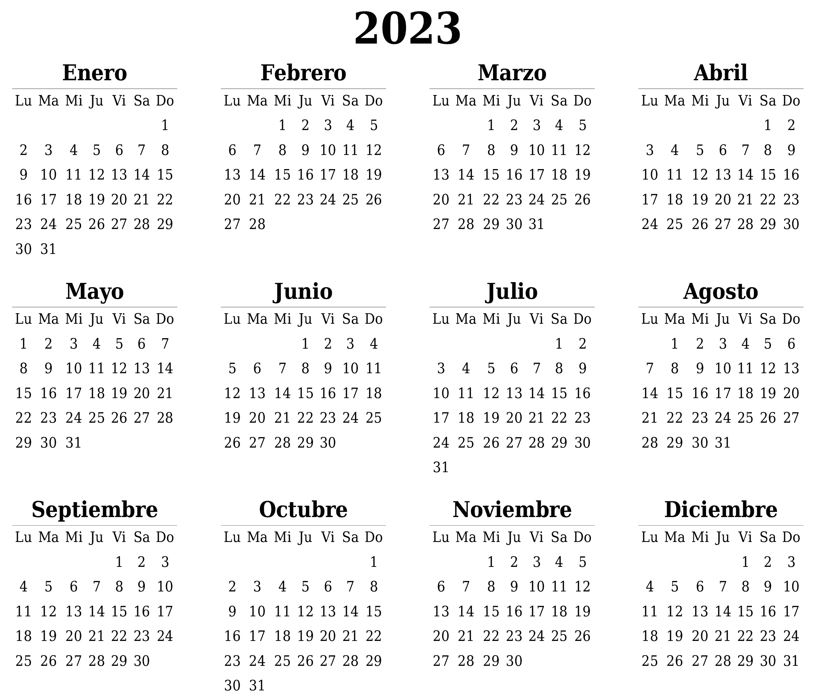 2023
Enero
Lu Ma Mi Ju Vi Sa Do
1
2 3 4 5 6 7 8
9 10 11 12 13 14 15
16 17 18 19 20 21 22
23 24 25 26 27 28 29
30 31
Febrero
Lu Ma Mi Ju Vi Sa Do
1 2 3 4 5
6 7 8 9 10 11 12
13 14 15 16 17 18 19
20 21 22 23 24 25 26
27 28
Marzo
Lu Ma Mi Ju Vi Sa Do
1 2 3 4 5
6 7 8 9 10 11 12
13 14 15 16 17 18 19
20 21 22 23 24 25 26
27 28 29 30 31
Abril
Lu Ma Mi Ju Vi Sa Do
1 2
3 4 5 6 7 8 9
10 11 12 13 14 15 16
17 18 19 20 21 22 23
24 25 26 27 28 29 30
Mayo
Lu Ma Mi Ju Vi Sa Do
1 2 3 4 5 6 7
8 9 10 11 12 13 14
15 16 17 18 19 20 21
22 23 24 25 26 27 28
29 30 31
Junio
Lu Ma Mi Ju Vi Sa Do
1 2 3 4
5 6 7 8 9 10 11
12 13 14 15 16 17 18
19 20 21 22 23 24 25
26 27 28 29 30
Julio
Lu Ma Mi Ju Vi Sa Do
1 2
3 4 5 6 7 8 9
10 11 12 13 14 15 16
17 18 19 20 21 22 23
24 25 26 27 28 29 30
31
Agosto
Lu Ma Mi Ju Vi Sa Do
1 2 3 4 5 6
7 8 9 10 11 12 13
14 15 16 17 18 19 20
21 22 23 24 25 26 27
28 29 30 31
Septiembre
Lu Ma Mi Ju Vi Sa Do
1 2 3
4 5 6 7 8 9 10
11 12 13 14 15 16 17
18 19 20 21 22 23 24
25 26 27 28 29 30
Octubre
Lu Ma Mi Ju Vi Sa Do
1
2 3 4 5 6 7 8
9 10 11 12 13 14 15
16 17 18 19 20 21 22
23 24 25 26 27 28 29
30 31
Noviembre
Lu Ma Mi Ju Vi Sa Do
1 2 3 4 5
6 7 8 9 10 11 12
13 14 15 16 17 18 19
20 21 22 23 24 25 26
27 28 29 30
Diciembre
Lu Ma Mi Ju Vi Sa Do
1 2 3
4 5 6 7 8 9 10
11 12 13 14 15 16 17
18 19 20 21 22 23 24
25 26 27 28 29 30 31